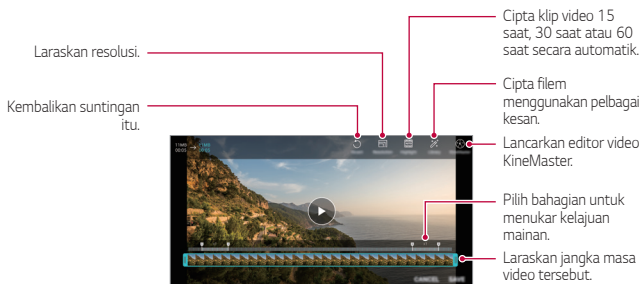 Cipta klip video 15
saat, 30 saat atau 60
saat secara automatik.
Laraskan resolusi.
Cipta filem
menggunakan pelbagai
kesan.
Kembalikan suntingan
itu.
Lancarkan editor video
KineMaster.
Pilih bahagian untuk
menukar kelajuan
mainan.
Laraskan jangka masa
video tersebut.
CANCEL SAVE